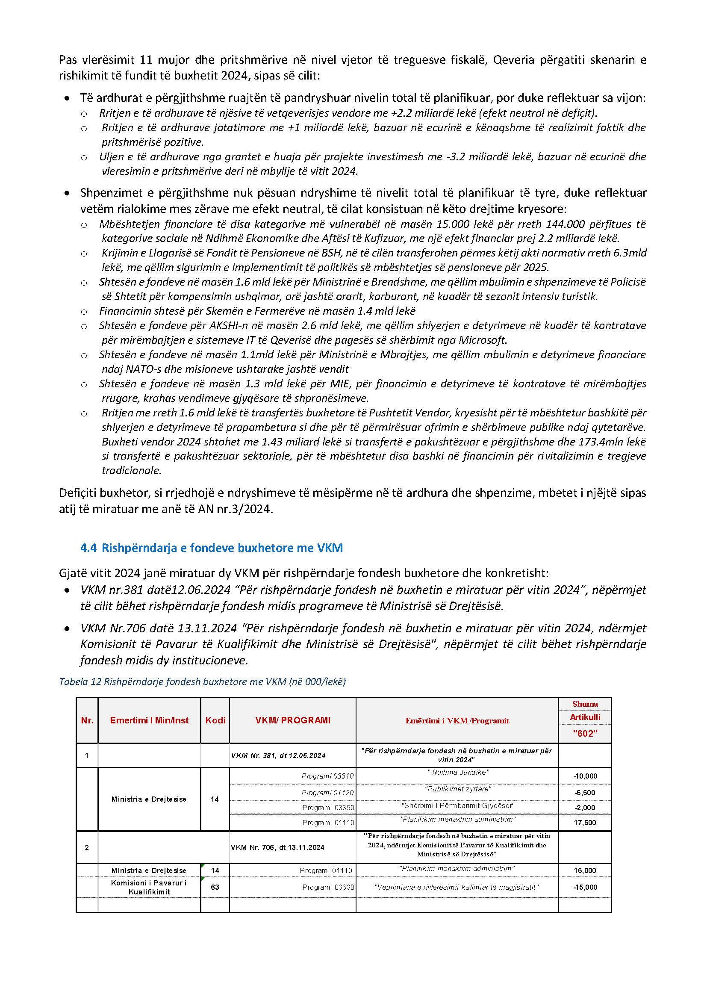 Pas vlerësimit 11 mujor dhe pritshmërive në nivel vjetor të treguesve fiskalë, Qeveria përgatiti skenarin e
rishikimit të fundit të buxhetit 2024, sipas së cilit:
• Të ardhurat e përgjithshme ruajtën të pandryshuar nivelin total të planifikuar, por duke reflektuar sa vijon:
o Rritjen e të ardhurave të njësive të vetqeverisjes vendore me +2.2 miliardë lekë (efekt neutral në defiçit).
o Rritjen e të ardhurave jotatimore me +1 miliardë lekë, bazuar në ecurinë e kënaqshme të realizimit faktik dhe
pritshmërisë pozitive.
o Uljen e të ardhurave nga grantet e huaja për projekte investimesh me -3.2 miliardë lekë, bazuar në ecurinë dhe
vleresimin e pritshmërive deri në mbyllje të vitit 2024.
• Shpenzimet e përgjithshme nuk pësuan ndryshime të nivelit total të planifikuar të tyre, duke reflektuar
vetëm rialokime mes zërave me efekt neutral, të cilat konsistuan në këto drejtime kryesore:
o Mbështetjen financiare të disa kategorive më vulnerabël në masën 15.000 lekë për rreth 144.000 përfitues të
kategorive sociale në Ndihmë Ekonomike dhe Aftësi të Kufizuar, me një efekt financiar prej 2.2 miliardë lekë.
o Krijimin e Llogarisë së Fondit të Pensioneve në BSH, në të cilën transferohen përmes këtij akti normativ rreth 6.3mld
lekë, me qëllim sigurimin e implementimit të politikës së mbështetjes së pensioneve për 2025.
o Shtesën e fondeve në masën 1.6 mld lekë për Ministrinë e Brendshme, me qëllim mbulimin e shpenzimeve të Policisë
së Shtetit për kompensimin ushqimor, orë jashtë orarit, karburant, në kuadër të sezonit intensiv turistik.
o Financimin shtesë për Skemën e Fermerëve në masën 1.4 mld lekë
o Shtesën e fondeve për AKSHI-n në masën 2.6 mld lekë, me qëllim shlyerjen e detyrimeve në kuadër të kontratave
për mirëmbajtjen e sistemeve IT të Qeverisë dhe pagesës së shërbimit nga Microsoft.
o Shtesën e fondeve në masën 1.1mld lekë për Ministrinë e Mbrojtjes, me qëllim mbulimin e detyrimeve financiare
ndaj NATO-s dhe misioneve ushtarake jashtë vendit
o Shtesën e fondeve në masën 1.3 mld lekë për MIE, për financimin e detyrimeve të kontratave të mirëmbajtjes
rrugore, krahas vendimeve gjyqësore të shpronësimeve.
o Rritjen me rreth 1.6 mld lekë të transfertës buxhetore të Pushtetit Vendor, kryesisht për të mbështetur bashkitë për
shlyerjen e detyrimeve të prapambetura si dhe për të përmirësuar ofrimin e shërbimeve publike ndaj qytetarëve.
Buxheti vendor 2024 shtohet me 1.43 miliard lekë si transfertë e pakushtëzuar e përgjithshme dhe 173.4mln lekë
si transfertë e pakushtëzuar sektoriale, për të mbështetur disa bashki në financimin për rivitalizimin e tregjeve
tradicionale.
Defiçiti buxhetor, si rrjedhojë e ndryshimeve të mësipërme në të ardhura dhe shpenzime, mbetet i njëjtë sipas
atij të miratuar me anë të AN nr.3/2024.
4.4 Rishpërndarja e fondeve buxhetore me VKM
Gjatë vitit 2024 janë miratuar dy VKM për rishpërndarje fondesh buxhetore dhe konkretisht:
• VKM nr.381 datë12.06.2024 “Për rishpërndarje fondesh në buxhetin e miratuar për vitin 2024”, nëpërmjet
të cilit bëhet rishpërndarje fondesh midis programeve të Ministrisë së Drejtësisë.
• VKM Nr.706 datë 13.11.2024 “Për rishpërndarje fondesh në buxhetin e miratuar për vitin 2024, ndërmjet
Komisionit të Pavarur të Kualifikimit dhe Ministrisë së Drejtësisë", nëpërmjet të cilit bëhet rishpërndarje
fondesh midis dy institucioneve.
Tabela 12 Rishpërndarje fondesh buxhetore me VKM (në 000/lekë)
Nr. Emertimi I Min/Inst Kodi VKM/ PROGRAMI Emërtimi i VKM /Programit Shuma
Artikulli
"602"
1 VKM Nr. 381, dt 12.06.2024 "Për rishpërndarje fondesh në buxhetin e miratuar për
vitin 2024"
Ministria e Drejtesise 14 Programi 03310 " Ndihma Juridike" -10,000
Programi 01120 "Publikimet zyrtare" -5,500
Programi 03350 "Shërbimi I Përmbarimit Gjyqësor" -2,000
Programi 01110 "Planifikim menaxhim administrim" 17,500
2 VKM Nr. 706, dt 13.11.2024 "Për rishpërndarje fondesh në buxhetin e miratuar për vitin
2024, ndërmjet Komisionit të Pavarur të Kualifikimit dhe
Ministrisë së Drejtësisë"
Ministria e Drejtesise 14 Programi 01110 "Planifikim menaxhim administrim" 15,000
Komisioni i Pavarur i
Kualifikimit 63 Programi 03330 "Veprimtaria e rivlerësimit kalimtar të magjistratit" -15,000